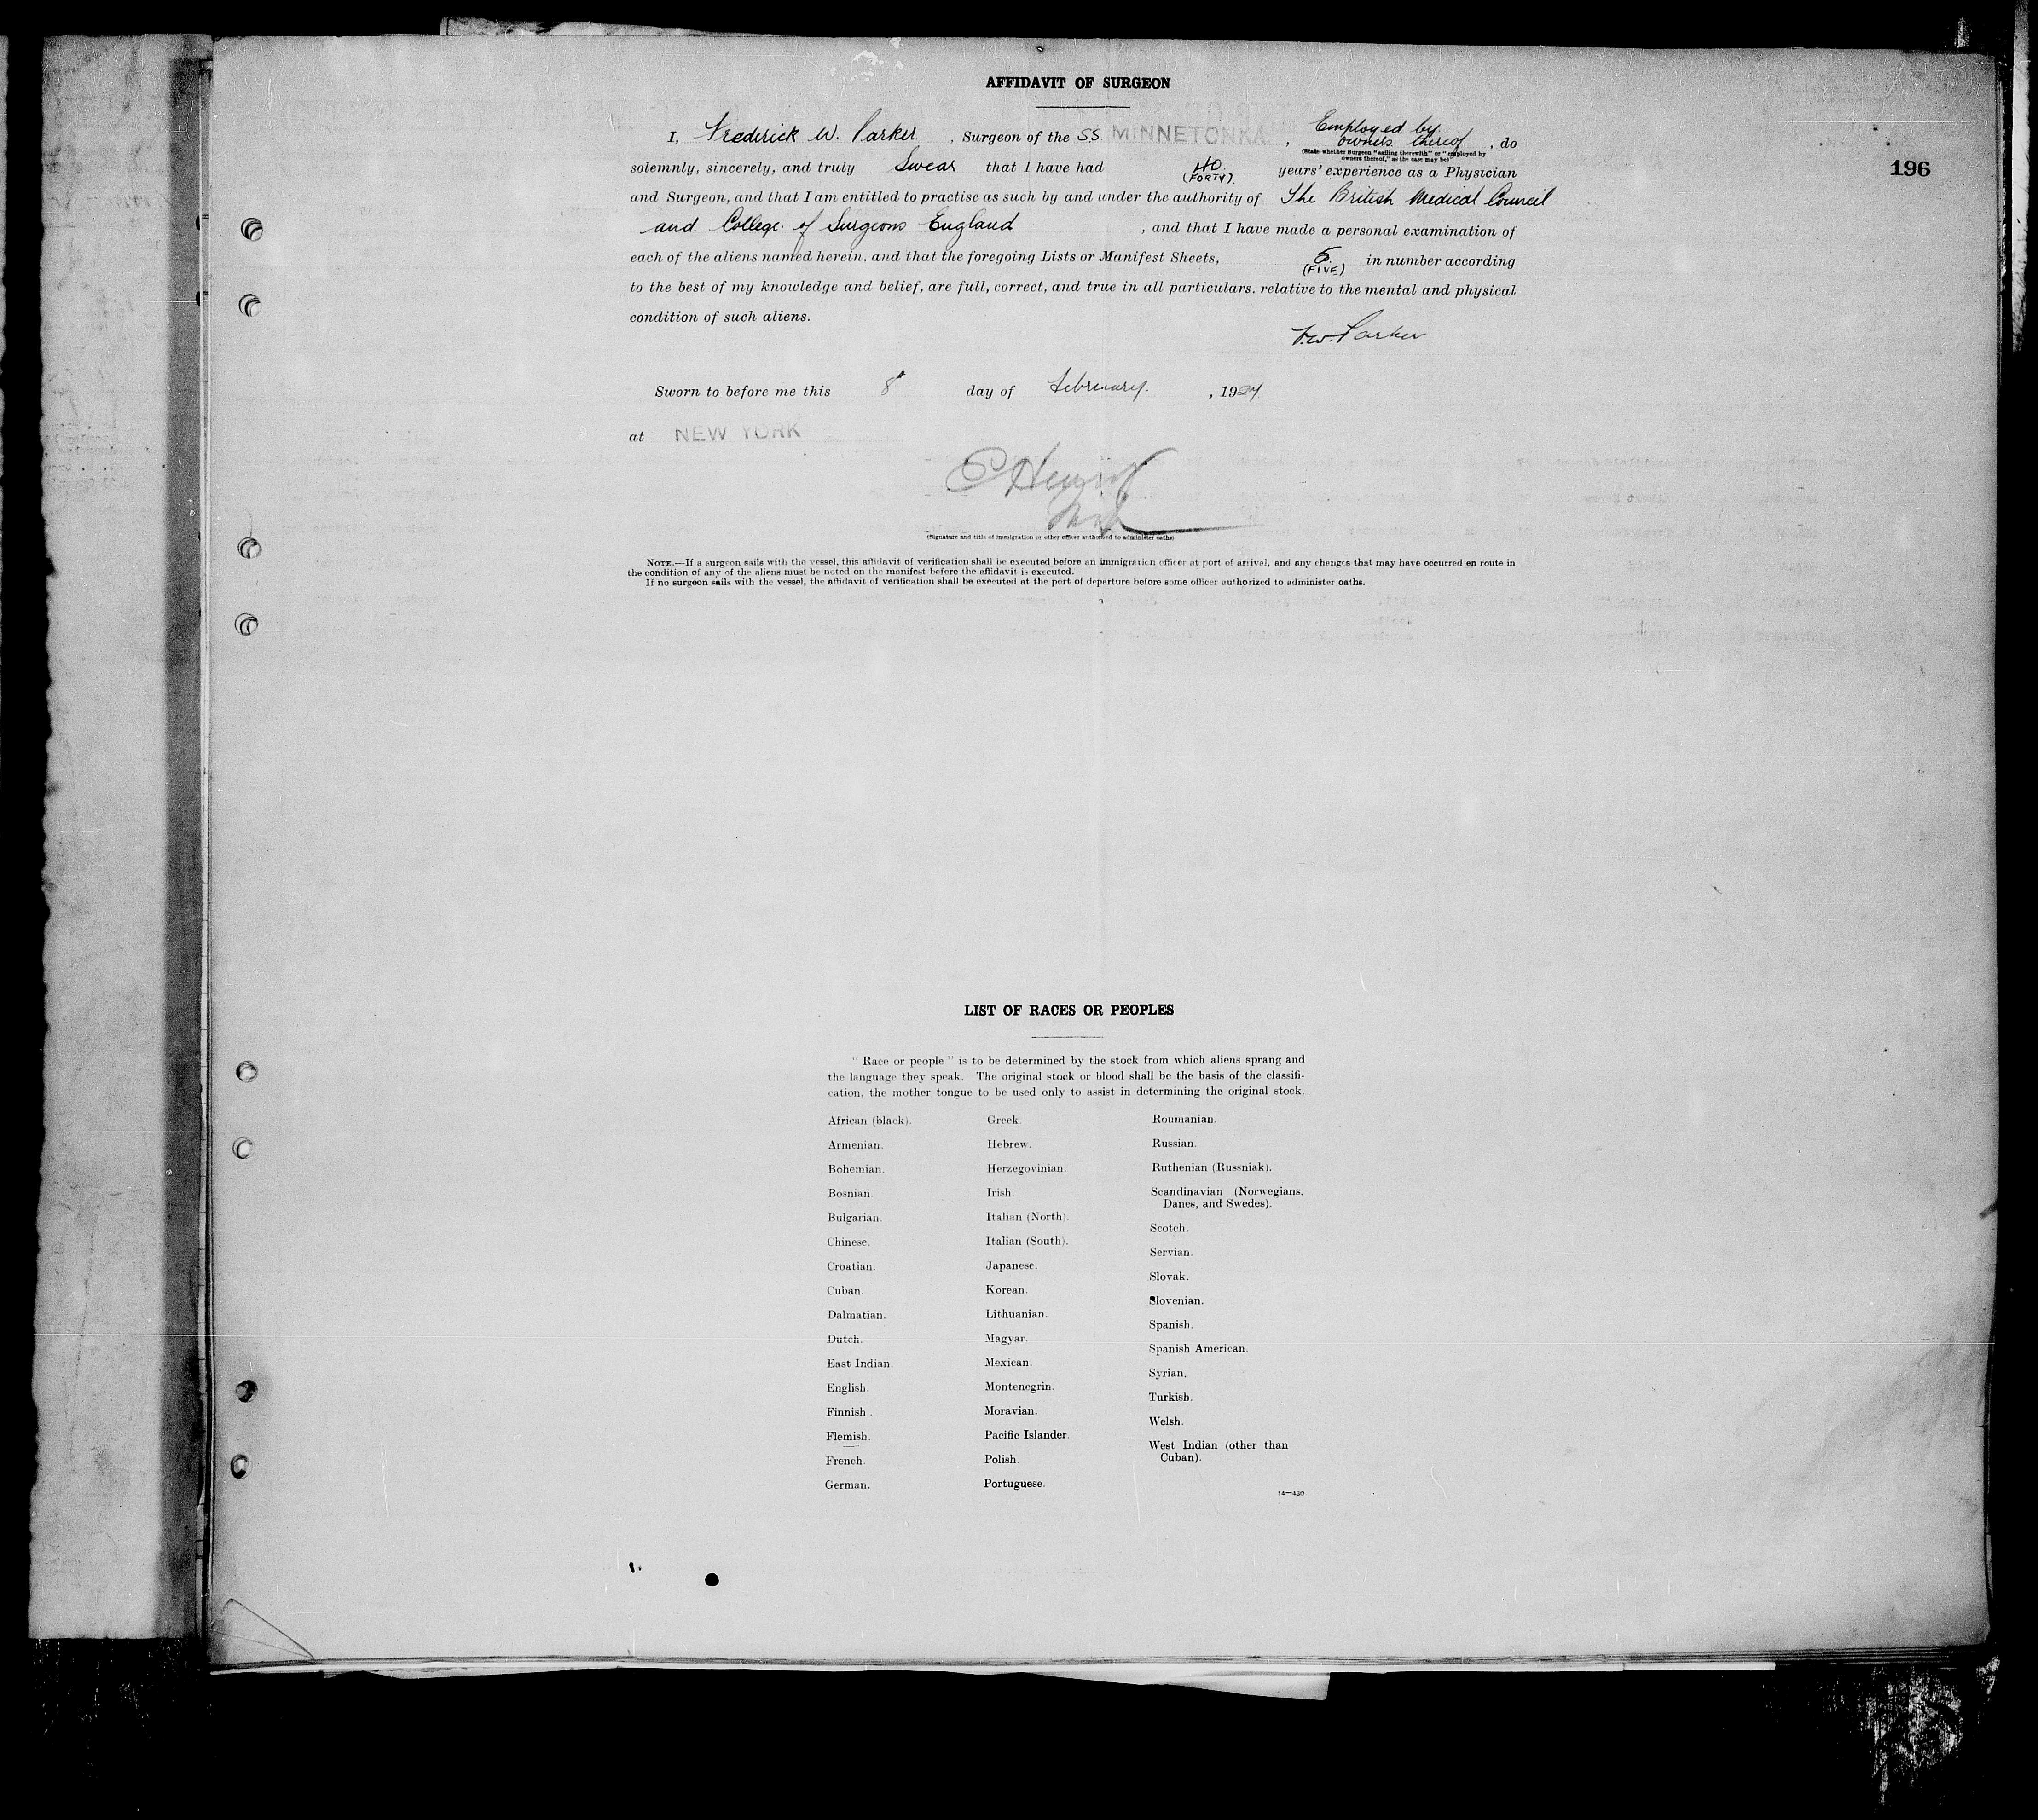 AFFIDAVIT OF SURGEON
I, Frederick W. Parker, Surgeon of the S.S. MINNETONKA, Employed by owners thereof, do
(State whether Surgeon "sailing therewith" or "employed by owners thereof," as the case may be)
196
solemnly, sincerely, and truly Swear that I have had 40. (FORTY). years' experience as a Physician
and Surgeon, and that I am entitled to practise as such by and under the authority of The British Medical Council
and College of Surgeons England, and that I have made a personal examination of
each of the aliens named herein, and that the foregoing Lists or Manifest Sheets, 5. (FIVE) in number according
to the best of my knowledge and belief, are full, correct, and true in all particulars, relative to the mental and physical
condition of such aliens.
F.W. Parker
Sworn to before me this 8 day of February, 1927
at NEW YORK
(Signature and title of immigration or other officer authorized to administer oaths)
NOTE.—If a surgeon sails with the vessel, this affidavit of verification shall be executed before an immigration officer at port of arrival, and any changes that may have occurred en route in
the condition of any of the aliens must be noted on the manifest before the affidavit is executed.
If no surgeon sails with the vessel, the affidavit of verification shall be executed at the port of departure before some officer authorized to administer oaths.
LIST OF RACES OR PEOPLES
"Race or people" is to be determined by the stock from which aliens sprang and
the language they speak. The original stock or blood shall be the basis of the classifi-
cation, the mother tongue to be used only to assist in determining the original stock.
African (black).
Armenian.
Bohemian.
Bosnian.
Bulgarian.
Chinese.
Croatian.
Cuban.
Dalmatian.
Dutch.
East Indian.
English.
Finnish.
Flemish.
French.
German.
Greek.
Hebrew.
Herzegovinian.
Irish.
Italian (North).
Italian (South).
Japanese.
Korean.
Lithuanian.
Magyar.
Mexican.
Montenegrin.
Moravian.
Pacific Islander.
Polish.
Portuguese.
Roumanian.
Russian.
Ruthenian (Russniak).
Scandinavian (Norwegians,
Danes, and Swedes).
Scotch.
Servian.
Slovak.
Slovenian.
Spanish.
Spanish American.
Syrian.
Turkish.
Welsh.
West Indian (other than
Cuban).
14—430